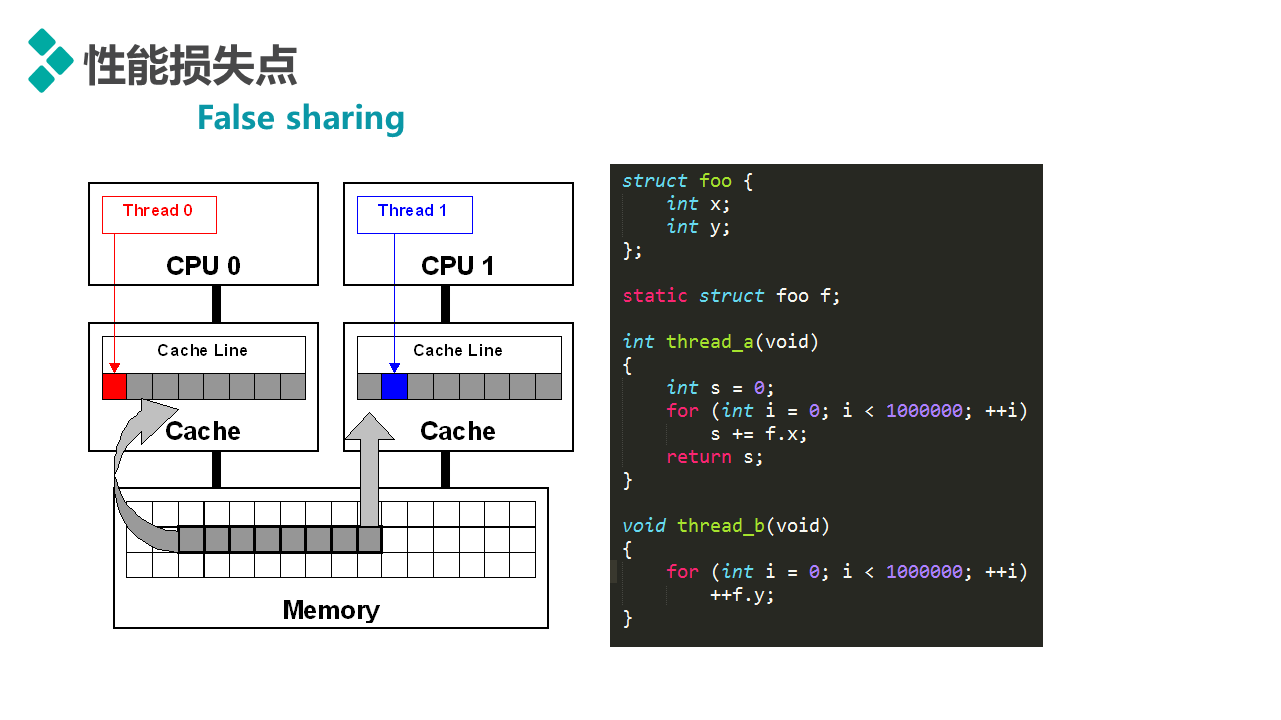 性能损失点
False sharing
Thread 0
CPU 0
Thread 1
CPU 1
Cache Line
Cache
Cache Line
Cache
Memory
struct foo {
    int x;
    int y;
};
static struct foo f;
int thread_a(void)
{
    int s = 0;
    for (int i = 0; i < 1000000; ++i)
        s += f.x;
    return s;
}
void thread_b(void)
{
    for (int i = 0; i < 1000000; ++i)
        ++f.y;
}